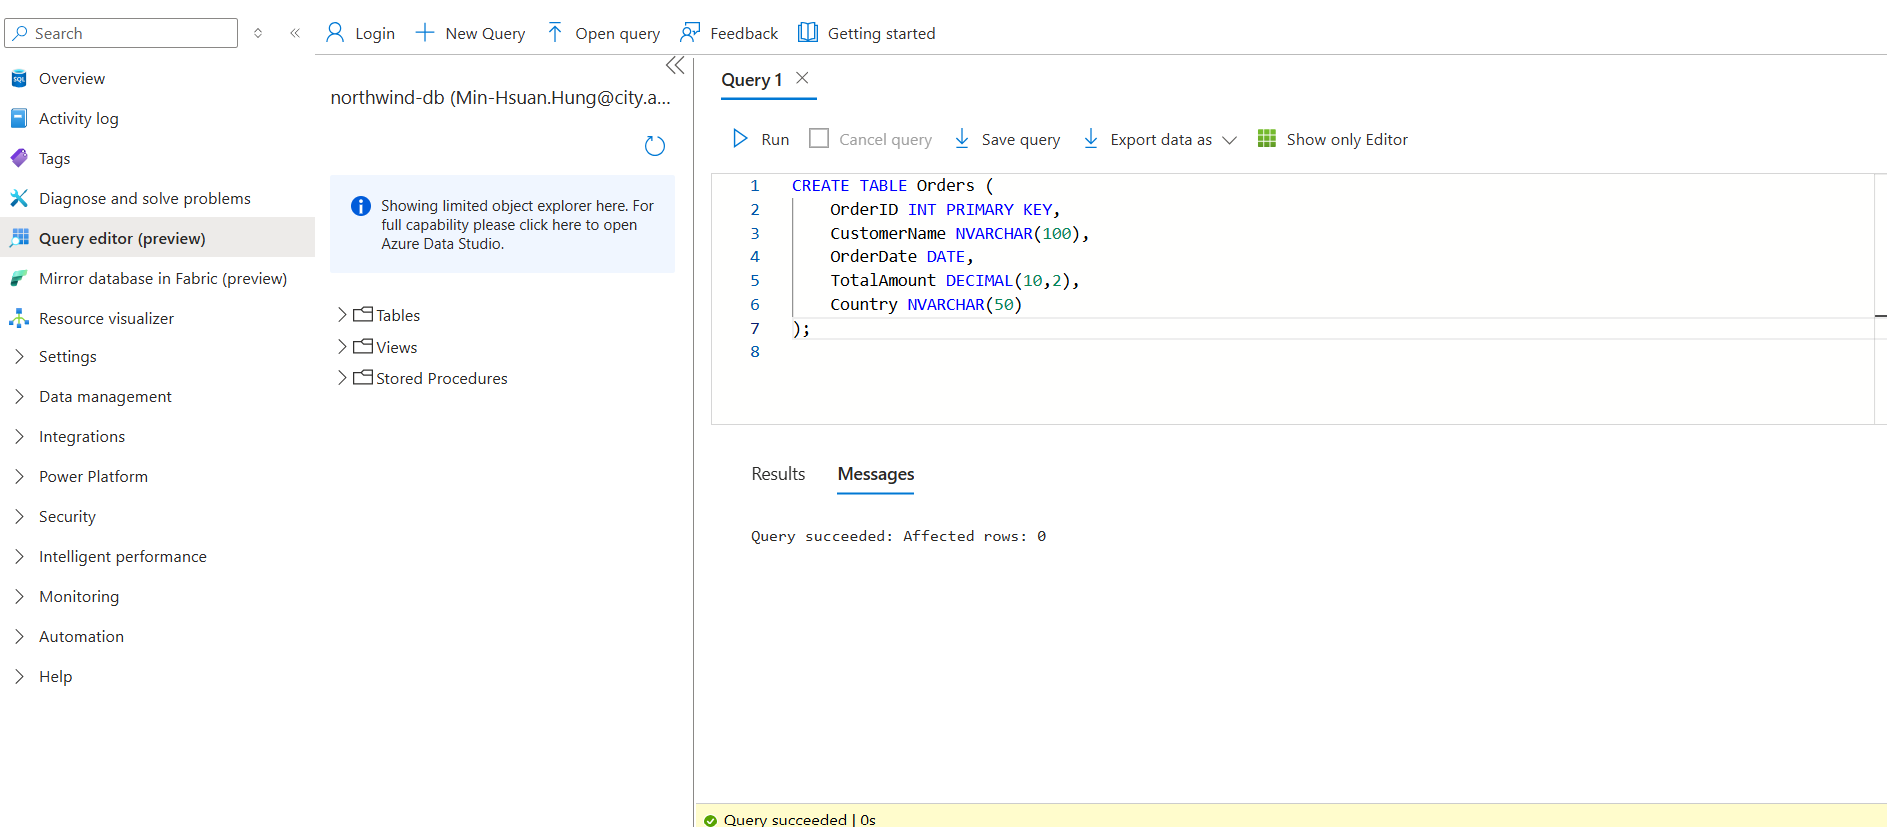 Search
Overview
Activity log
Tags
Diagnose and solve problems
Query editor (preview)
Mirror database in Fabric (preview)
Resource visualizer
Settings
Data management
Integrations
Power Platform
Security
Intelligent performance
Monitoring
Automation
Help
Login
New Query
Open query
Feedback
Getting started
northwind-db (Min-Hsuan.Hung@city.a...
Showing limited object explorer here. For
full capability please click here to open
Azure Data Studio.
Tables
Views
Stored Procedures
Query 1
Run
Cancel query
Save query
Export data as
Show only Editor
1 CREATE TABLE Orders (
2 OrderID INT PRIMARY KEY,
3 CustomerName NVARCHAR(100),
4 OrderDate DATE,
5 TotalAmount DECIMAL(10,2),
6 Country NVARCHAR(50)
7 );
8
Results
Messages
Query succeeded: Affected rows: 0
Query succeeded | 0s